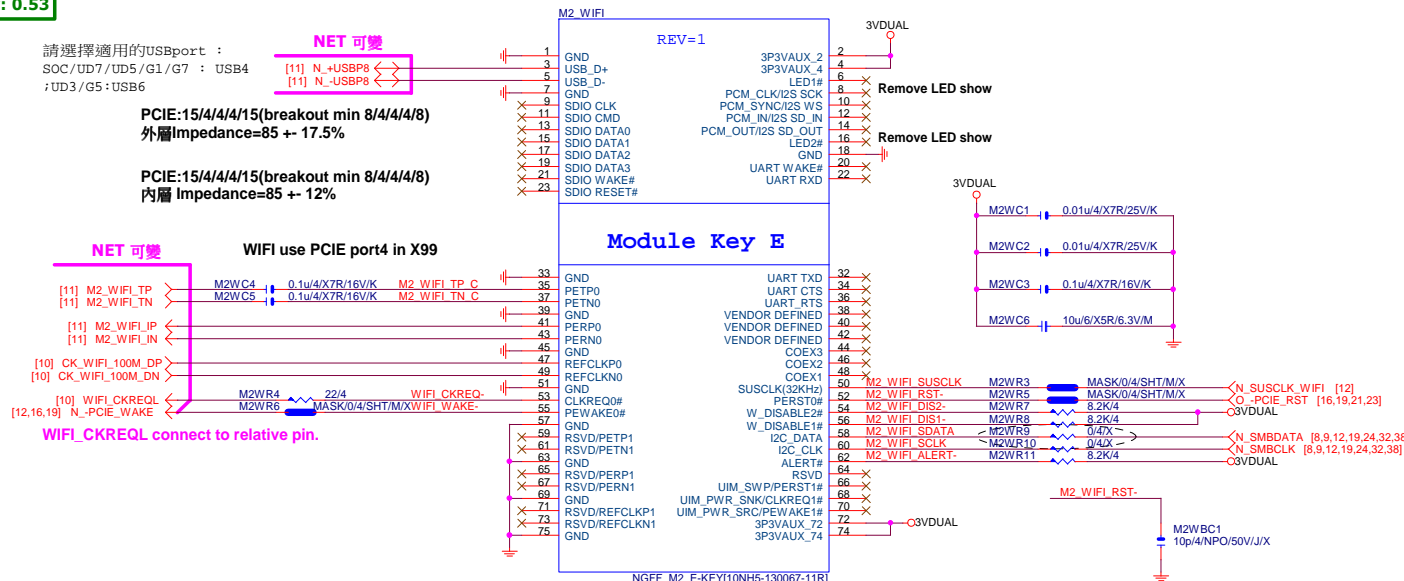 : 0.53
請選擇適用的USBport :
SOC/UD7/UD5/G1/G7 : USB4
;UD3/G5:USB6
NET 可變
[11] N_+USBP8
[11] N_-USBP8
PCIE:15/4/4/4/15(breakout min 8/4/4/4/8)
外層Impedance=85 +- 17.5%
PCIE:15/4/4/4/15(breakout min 8/4/4/4/8)
內層 Impedance=85 +- 12%
M2_WIFI
REV=1
1 GND
3 USB_D+
5 USB_D-
7 GND
9 SDIO CLK
11 SDIO CMD
13 SDIO DATA0
15 SDIO DATA1
17 SDIO DATA2
19 SDIO DATA3
21 SDIO WAKE#
23 SDIO RESET#
3VDUAL
3P3VAUX_2 2
3P3VAUX_4 4
LED1# 6
PCM_CLK/I2S SCK 8
PCM_SYNC/I2S WS 10
PCM_IN/I2S SD_IN 12
PCM_OUT/I2S SD_OUT 14
LED2# 16
GND 18
UART WAKE# 20
UART RXD 22
Remove LED show
Remove LED show
Module Key E
NET 可變
WIFI use PCIE port4 in X99
[11] M2_WIFI_TP M2WC4 0.1u/4/X7R/16V/K M2_WIFI_TP_C
[11] M2_WIFI_TN M2WC5 0.1u/4/X7R/16V/K M2_WIFI_TN_C
[11] M2_WIFI_IP
[11] M2_WIFI_IN
[10] CK_WIFI_100M_DP
[10] CK_WIFI_100M_DN
[10] WIFI_CKREQL M2WR4 22/4 WIFI_CKREQ-
[12,16,19] N_-PCIE_WAKE M2WR6 MASK/0/4/SHT/M/X WIFI_WAKE-
WIFI_CKREQL connect to relative pin.
33 GND
35 PETP0
37 PETN0
39 GND
41 PERP0
43 PERN0
45 GND
47 REFCLKP0
49 REFCLKN0
51 GND
53 CLKREQ0#
55 PEWAKE0#
57 GND
59 RSVD/PETP1
61 RSVD/PETN1
63 GND
65 RSVD/PERP1
67 RSVD/PERN1
69 GND
71 RSVD/REFCLKP1
73 RSVD/REFCLKN1
75 GND
UART TXD 32
UART CTS 34
UART_RTS 36
VENDOR DEFINED 38
VENDOR DEFINED 40
VENDOR DEFINED 42
COEX3 44
COEX2 46
COEX1 48
SUSCLK(32KHz) 50
PERST0# 52
W_DISABLE2# 54
W_DISABLE1# 56
I2C_DATA 58
I2C_CLK 60
ALERT# 62
RSVD 64
UIM_SWP/PERST1# 66
UIM_PWR_SNK/CLKREQ1# 68
UIM_PWR_SRC/PEWAKE1# 70
3P3VAUX_72 72
3P3VAUX_74 74
3VDUAL
NGFF_M2_E-KEY[10NH5-130067-11R]
M2_WIFI_SUSCLK M2WR3 MASK/0/4/SHT/M/X N_SUSCLK_WIFI [12]
M2_WIFI_RST- M2WR5 MASK/0/4/SHT/M/X O_-PCIE_RST [16,19,21,23]
M2_WIFI_DIS2- M2WR7 8.2K/4 3VDUAL
M2_WIFI_DIS1- M2WR8 8.2K/4
M2_WIFI_SDATA M2WR9 0/4/X N_SMBDATA [8,9,12,19,24,32,38
M2_WIFI_SCLK M2WR10 0/4/X N_SMBCLK [8,9,12,19,24,32,38]
M2_WIFI_ALERT- M2WR11 8.2K/4 3VDUAL
3VDUAL
M2WC1 0.01u/4/X7R/25V/K
M2WC2 0.01u/4/X7R/25V/K
M2WC3 0.1u/4/X7R/16V/K
M2WC6 10u/6/X5R/6.3V/M
M2_WIFI_RST-
M2WBC1
10p/4/NPO/50V/J/X